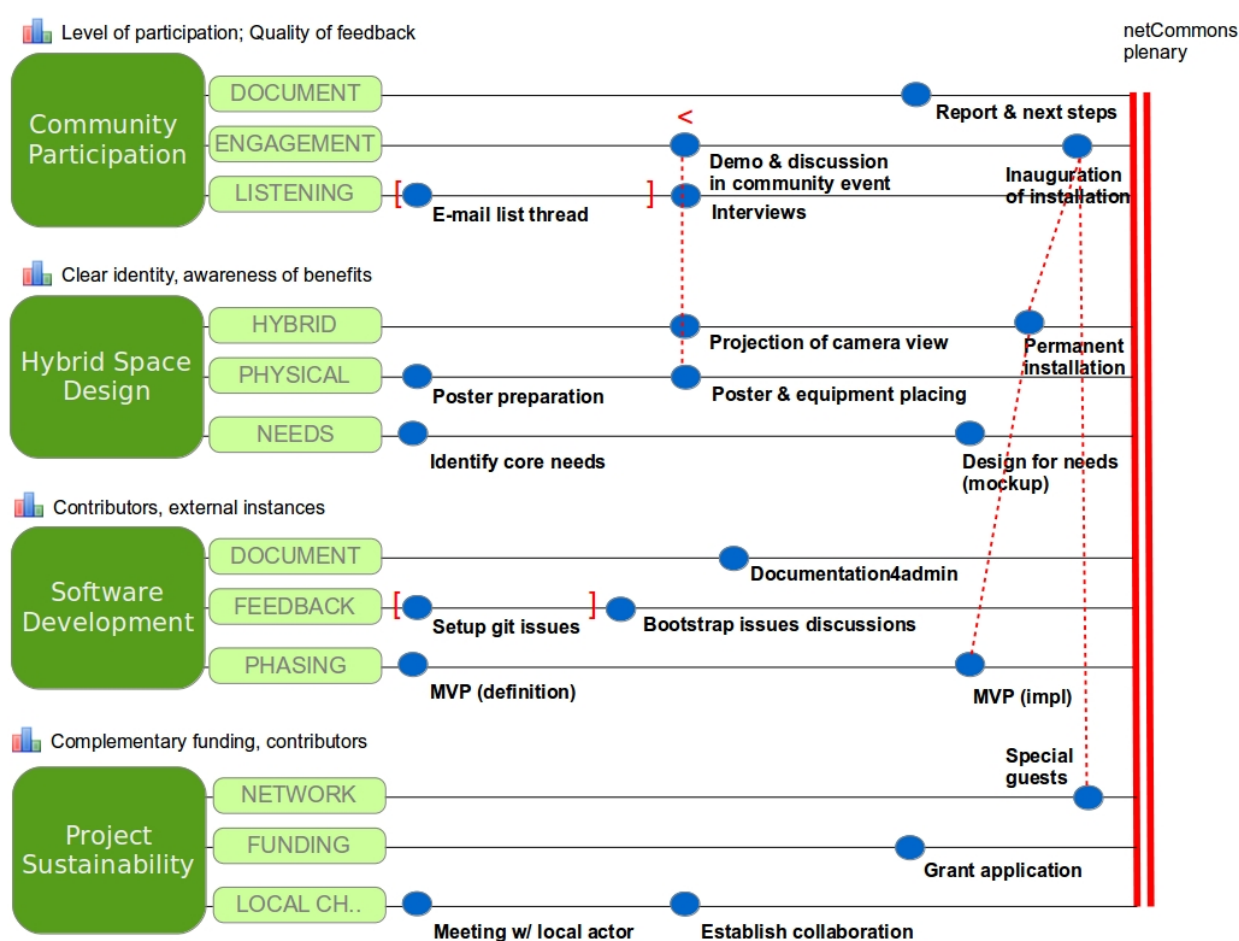 Level of participation; Quality of feedback
netCommons
plenary
Community
Participation
DOCUMENT
Report & next steps
<
ENGAGEMENT
Demo & discussion
in community event
Inauguration
of installation
LISTENING
[
]
E-mail list thread
Interviews
Clear identity, awareness of benefits
Hybrid Space
Design
HYBRID
Projection of camera view
Permanent
installation
PHYSICAL
Poster preparation
Poster & equipment placing
NEEDS
Identify core needs
Design for needs
(mockup)
Contributors, external instances
Software
Development
DOCUMENT
Documentation4admin
FEEDBACK
[
]
Setup git issues
Bootstrap issues discussions
PHASING
MVP (definition)
MVP (impl)
Complementary funding, contributors
Project
Sustainability
Special
guests
NETWORK
FUNDING
Grant application
LOCAL CH..
Meeting w/ local actor
Establish collaboration